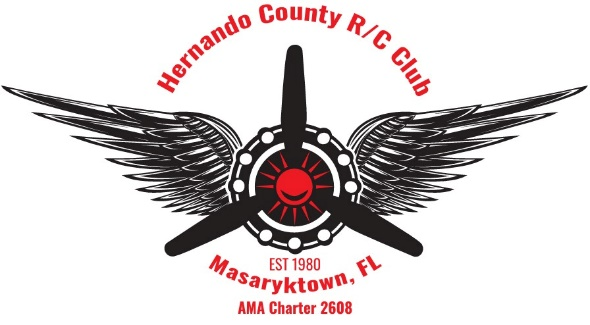 Hernando County R/C Club
EST 1980
Masaryktown, FL
AMA Charter 2608